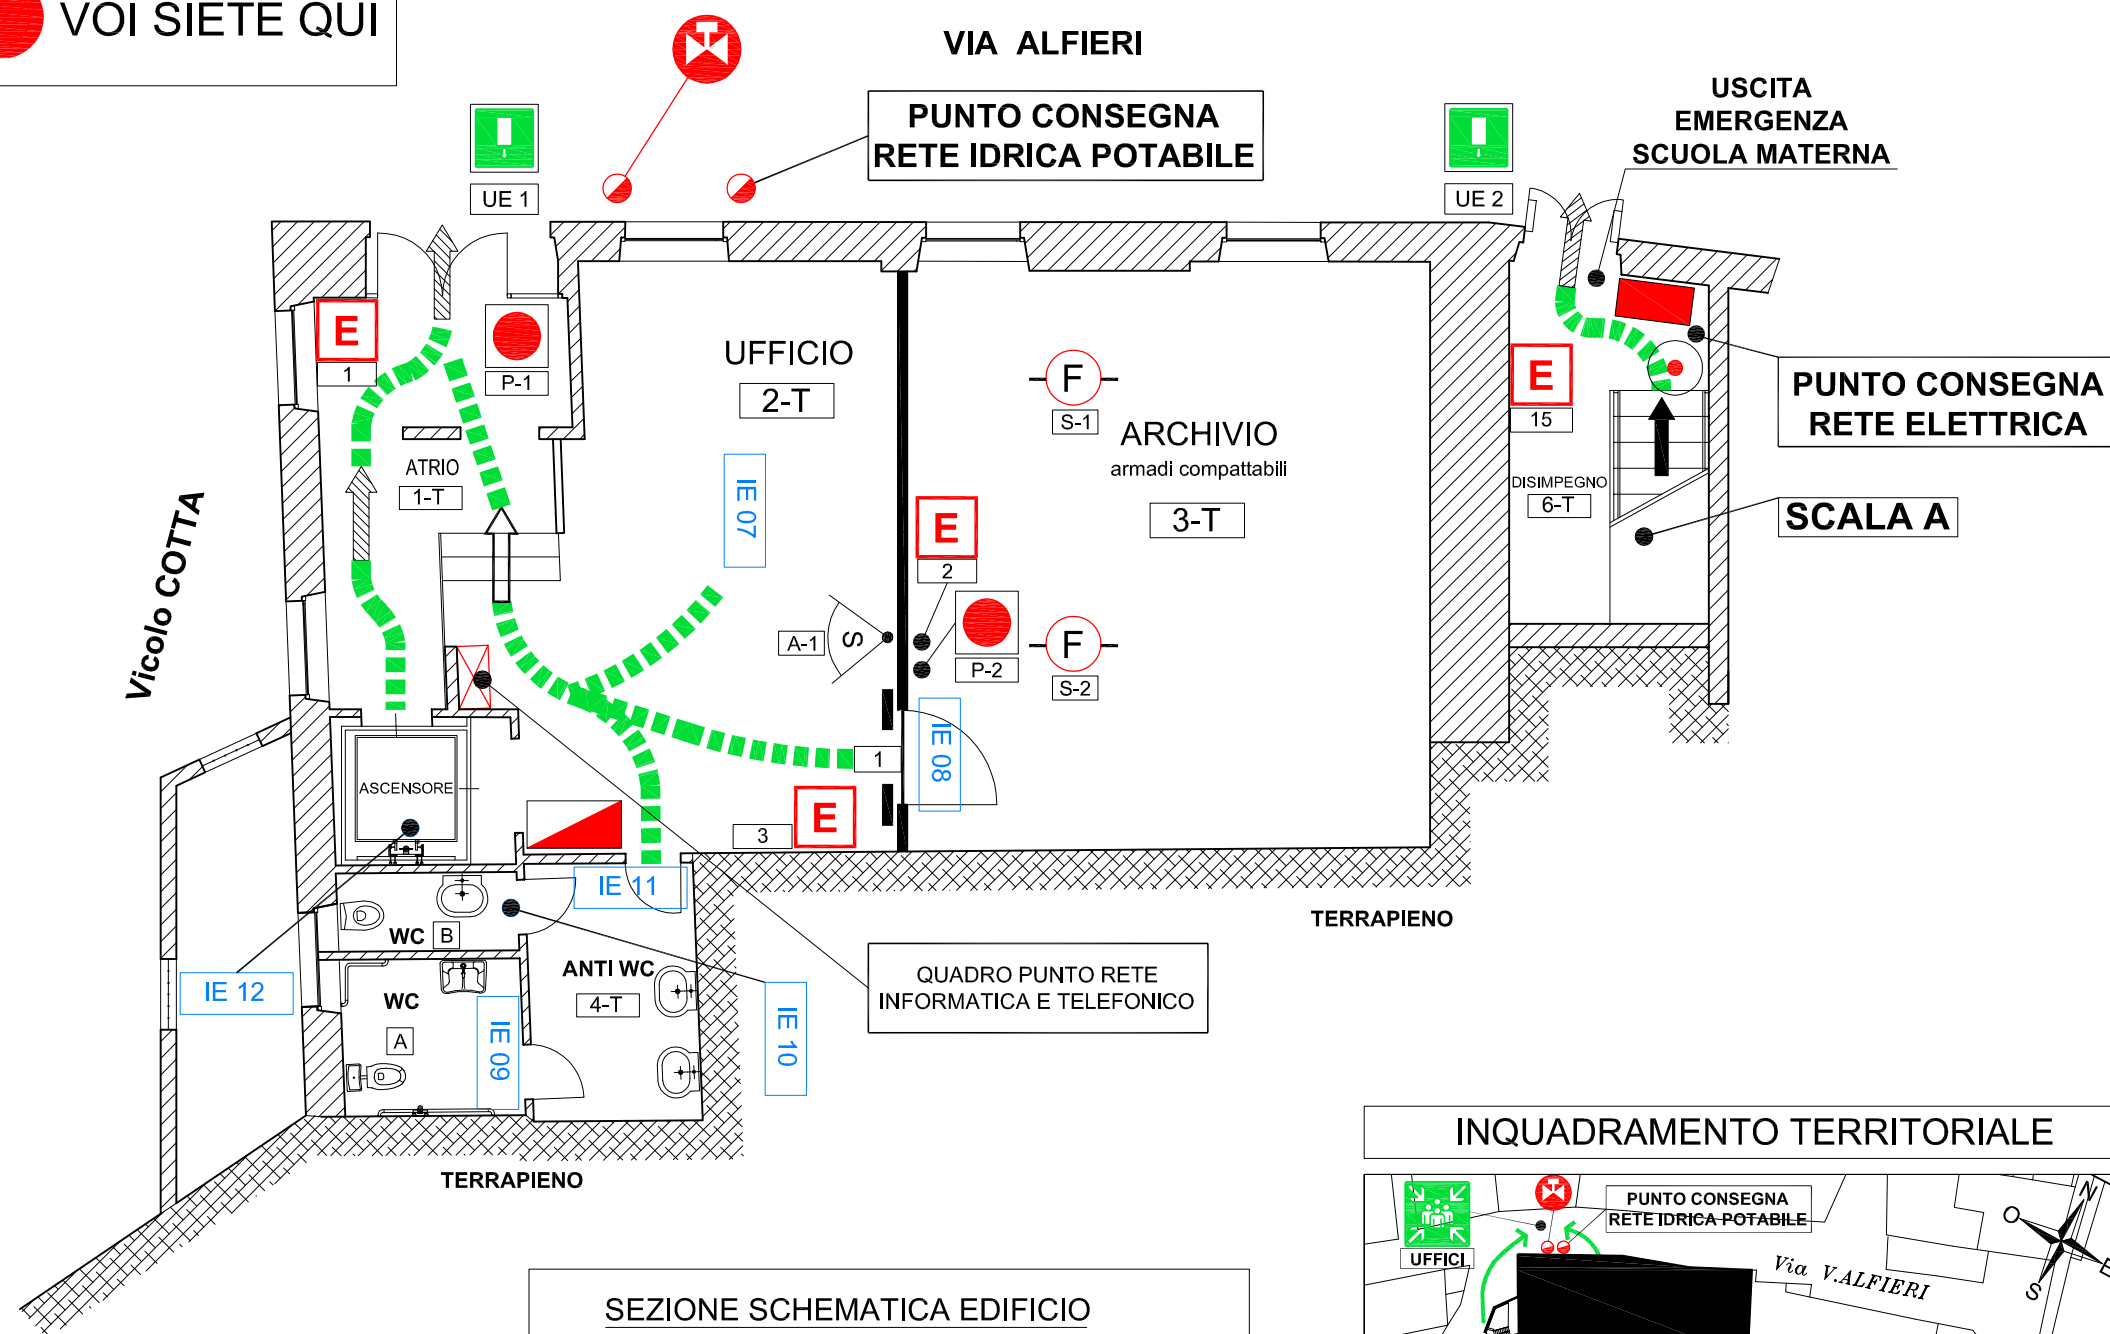 VOI SIETE QUI
VIA ALFIERI
PUNTO CONSEGNA
RETE IDRICA POTABILE
USCITA
EMERGENZA
SCUOLA MATERNA
UE 1
UE 2
E
1
P-1
UFFICIO
2-T
F
S-1
ARCHIVIO
armadi compattabili
3-T
E
15
PUNTO CONSEGNA
RETE ELETTRICA
ATRIO
1-T
IE 07
DISIMPEGNO
6-T
SCALA A
Vicolo COTTA
E
2
P-2
A-1
S
F
S-2
IE 08
1
ASCENSORE
3
E
IE 11
WC
B
TERRAPIENO
IE 12
WC
A
IE 09
ANTI WC
4-T
IE 10
QUADRO PUNTO RETE
INFORMATICA E TELEFONICO
TERRAPIENO
INQUADRAMENTO TERRITORIALE
UFFICI
PUNTO CONSEGNA
RETE IDRICA POTABILE
Via V.ALFIERI
N
O
E
S
SEZIONE SCHEMATICA EDIFICIO